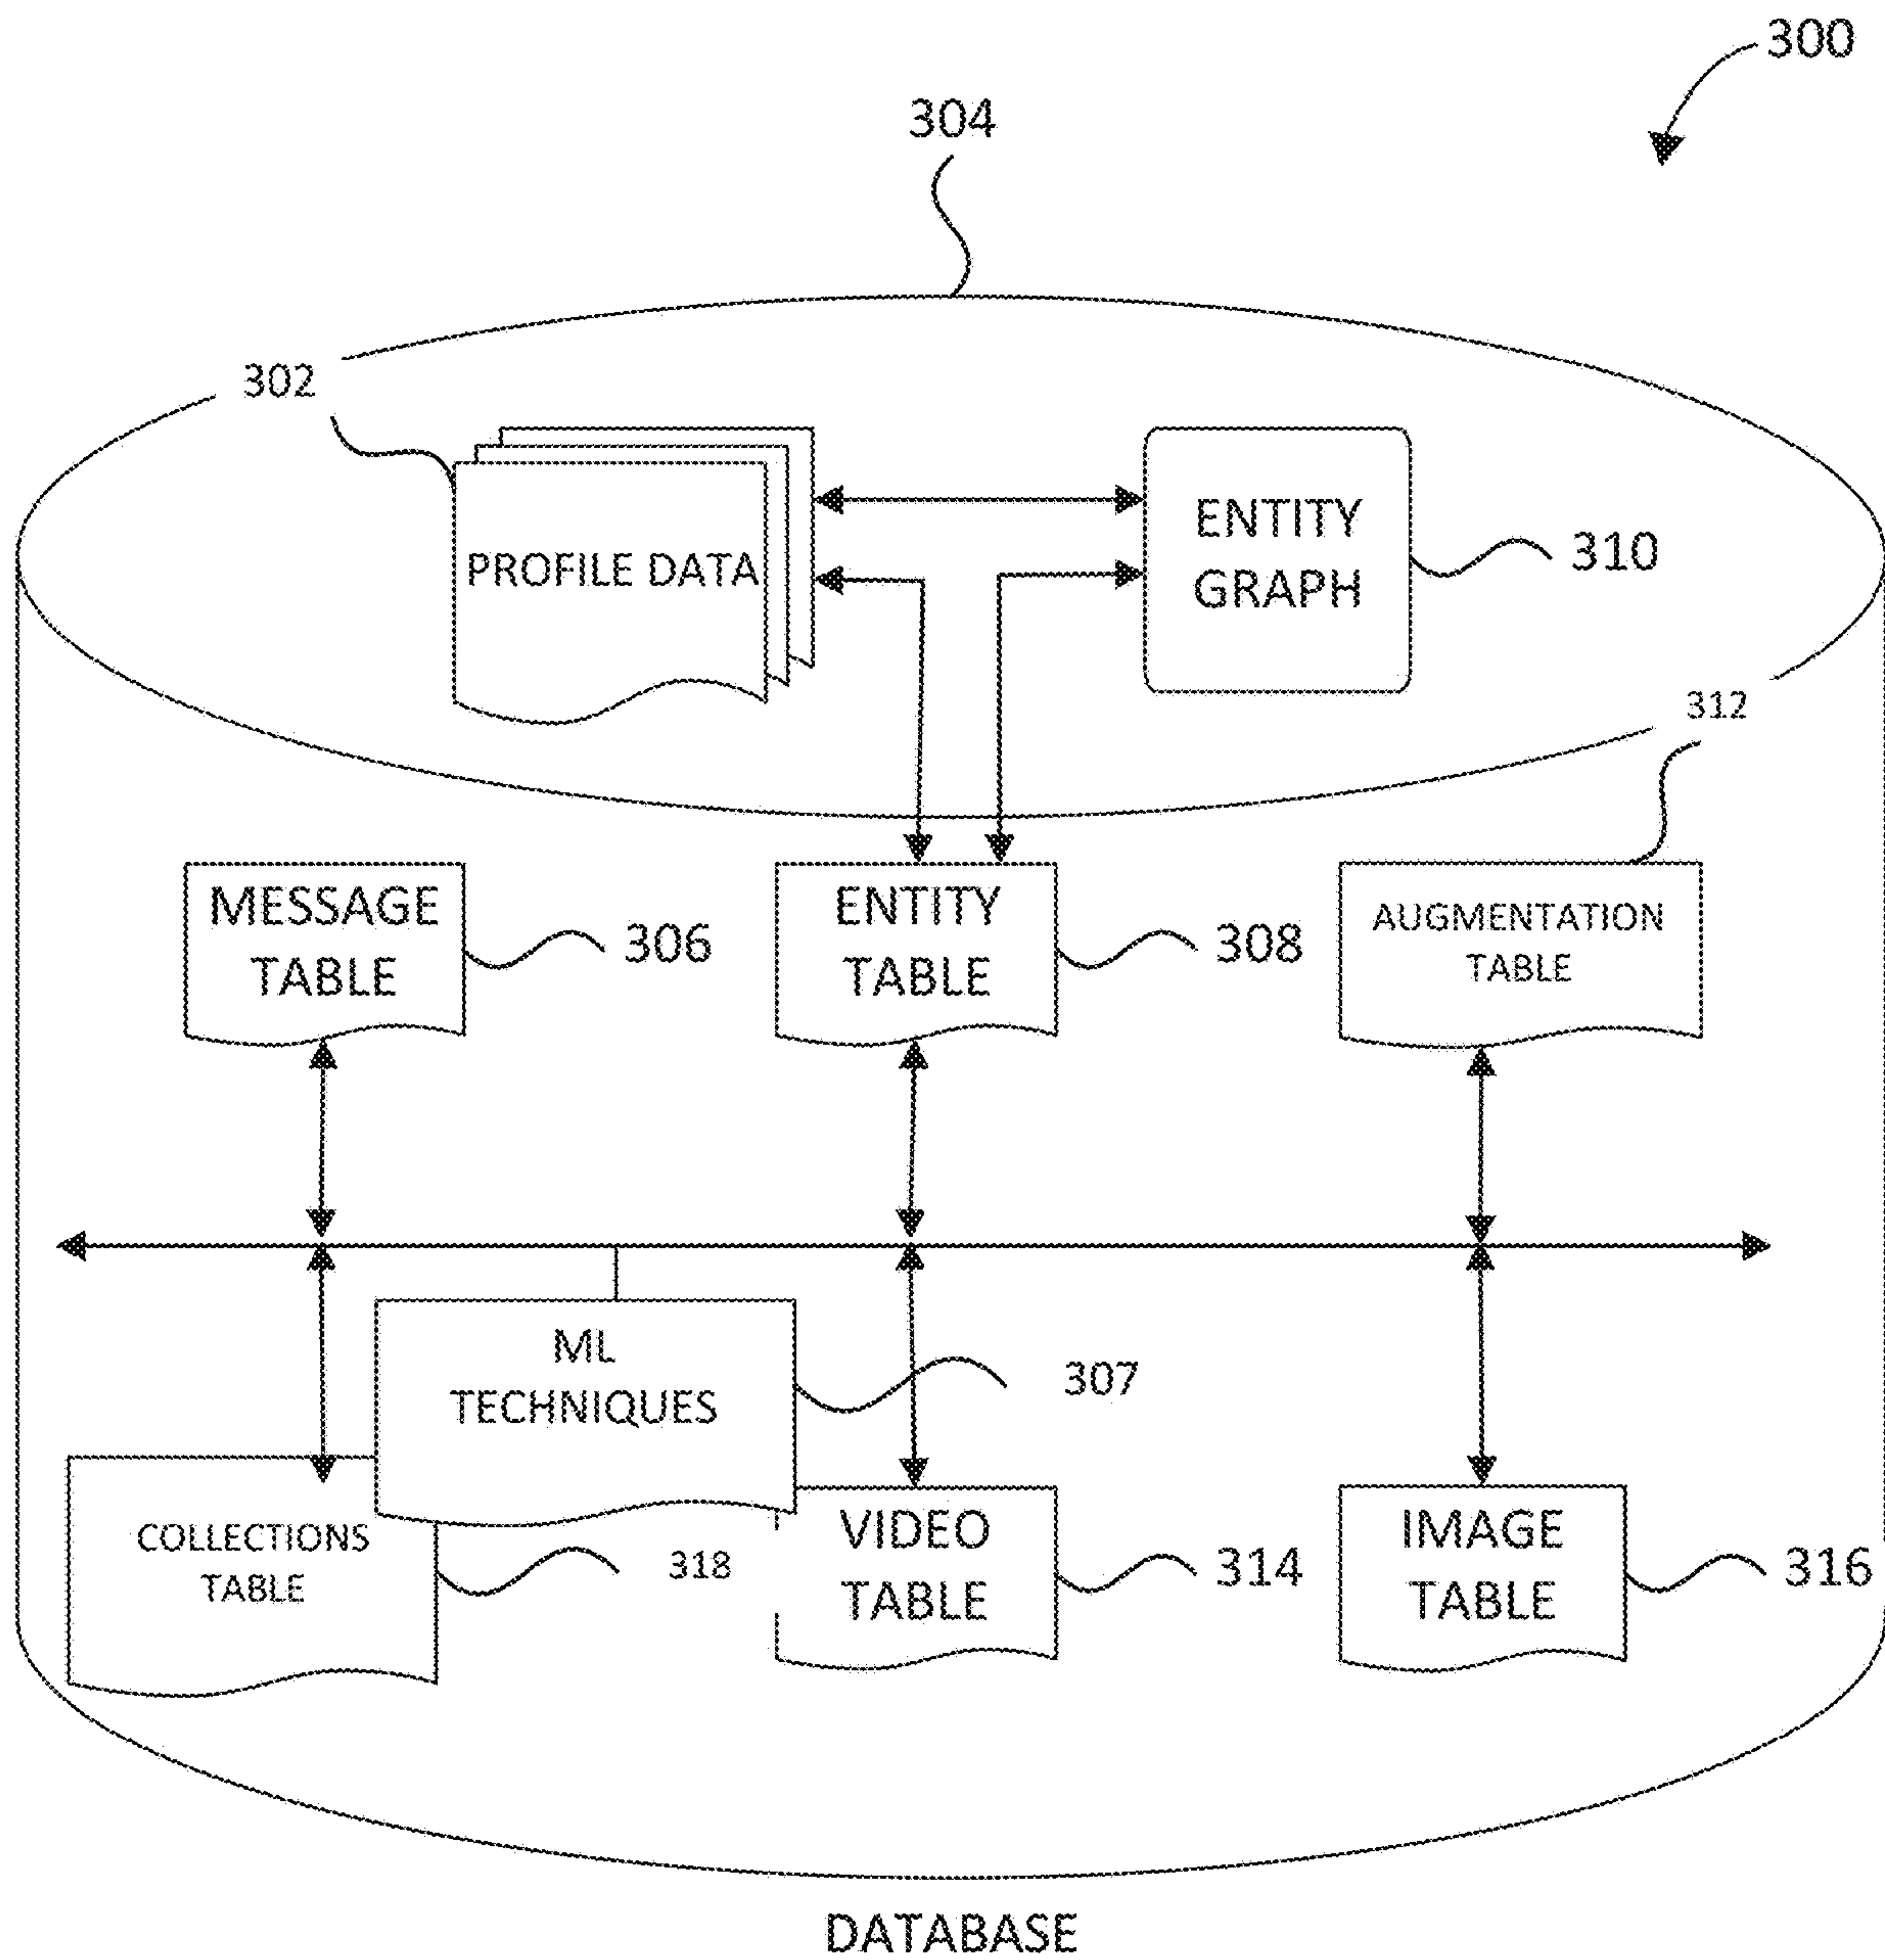 300
304
302
PROFILE DATA
ENTITY
GRAPH
310
312
MESSAGE
TABLE
306
ENTITY
TABLE
308
AUGMENTATION
TABLE
ML
TECHNIQUES
307
COLLECTIONS
TABLE
318
VIDEO
TABLE
314
IMAGE
TABLE
316
DATABASE